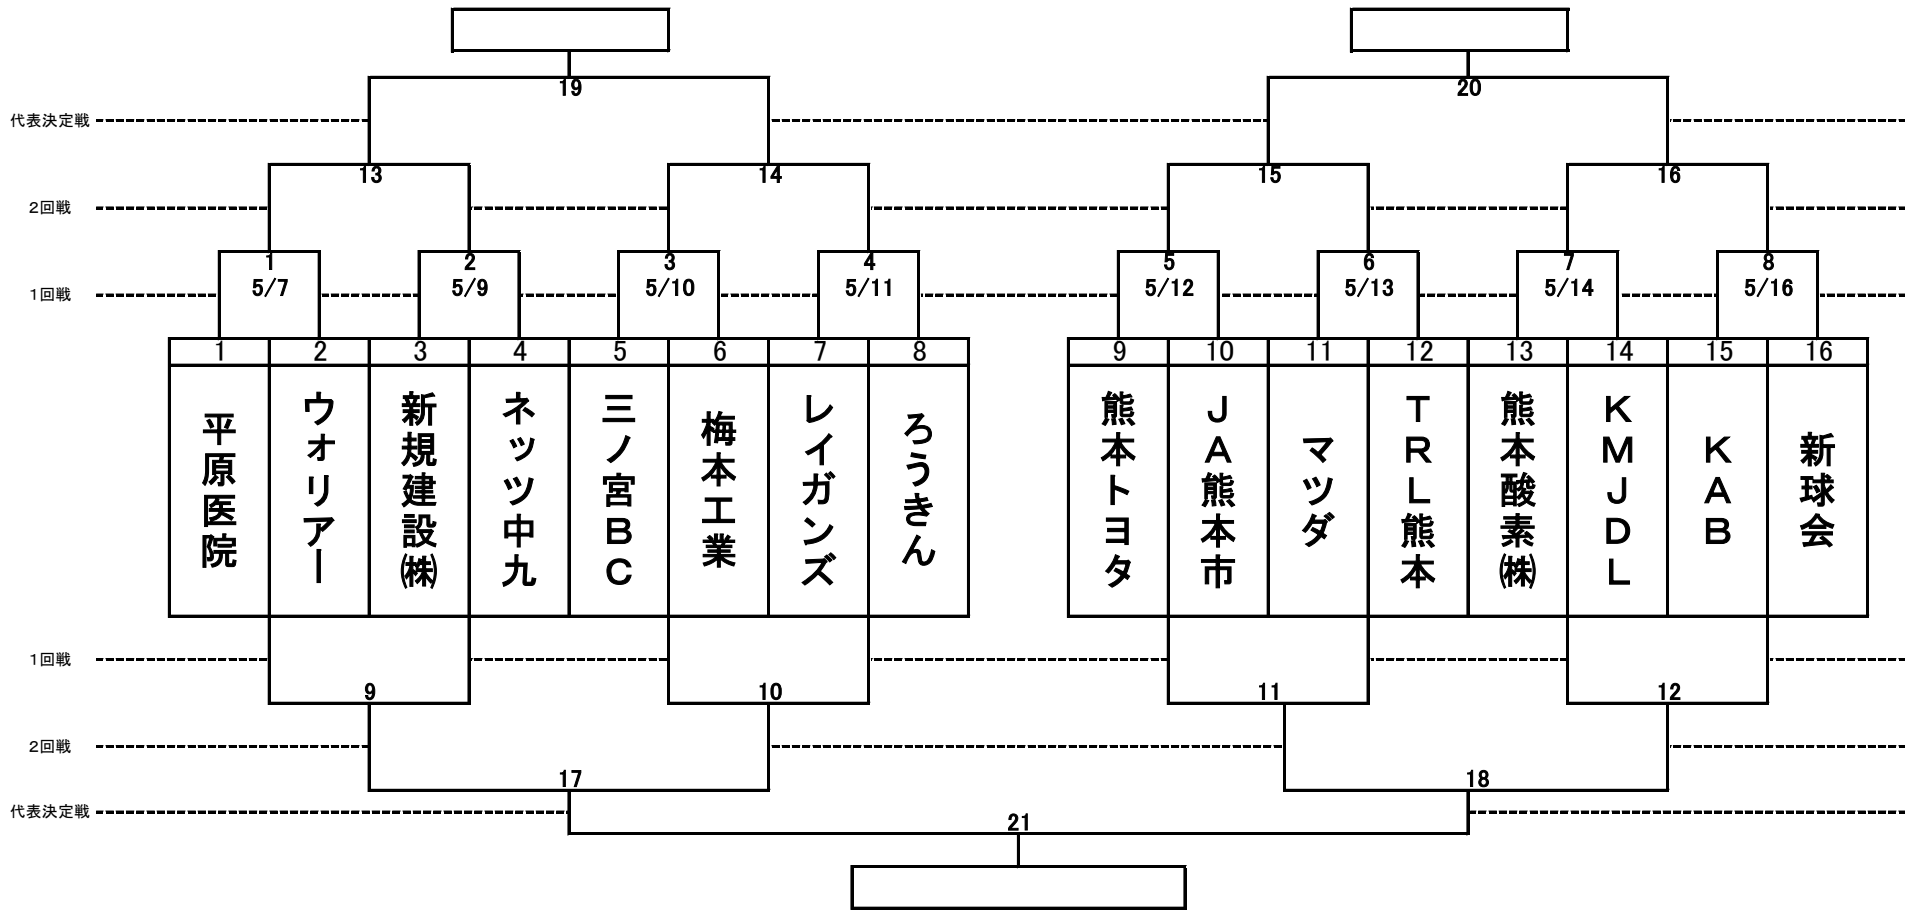 19 20
代表決定戦
13 14 15 16
2回戦
1 2 3 4 5 6 7 8
5/7 5/9 5/10 5/11 5/12 5/13 5/14 5/16
1回戦
1 2 3 4 5 6 7 8 9 10 11 12 13 14 15 16
平原医院
ウォリアー
新規建設㈱
ネッツ中九
三ノ宮BC
梅本工業
レイガンズ
ろうきん
熊本トヨタ
JA熊本市
マツダ
TRL熊本
熊本酸素㈱
KMJDL
KAB
新球会
1回戦
9 10 11 12
2回戦
17 18
代表決定戦
21